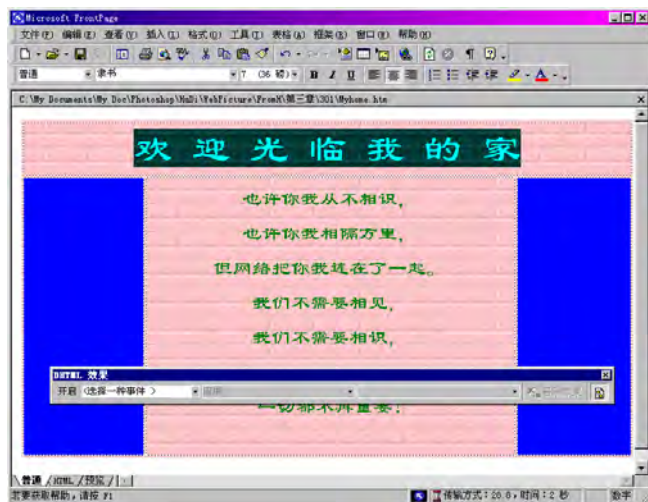 Microsoft FrontPage
文件(F) 编辑(E) 查看(V) 插入(I) 格式(O) 工具(T) 表格(A) 框架(R) 窗口(W) 帮助(H)
普通 隶书 7 (36 磅) B I U A
C:\My Documents\My Doc\Photoshop\HuDi\WebPicture\FromX\第三章\301\Myhome.htm
欢迎光临我的家
也许你我从不相识，
也许你我相隔万里，
但网络把你我连在了一起。
我们不需要相见，
我们不需要相识，
DHTML 效果
开启 <选择一种事件 > 应用
一切都不再重要！
普通 HTML 预览
若要获取帮助，请按 F1
传输方式：28.8，时间：2 秒 数字